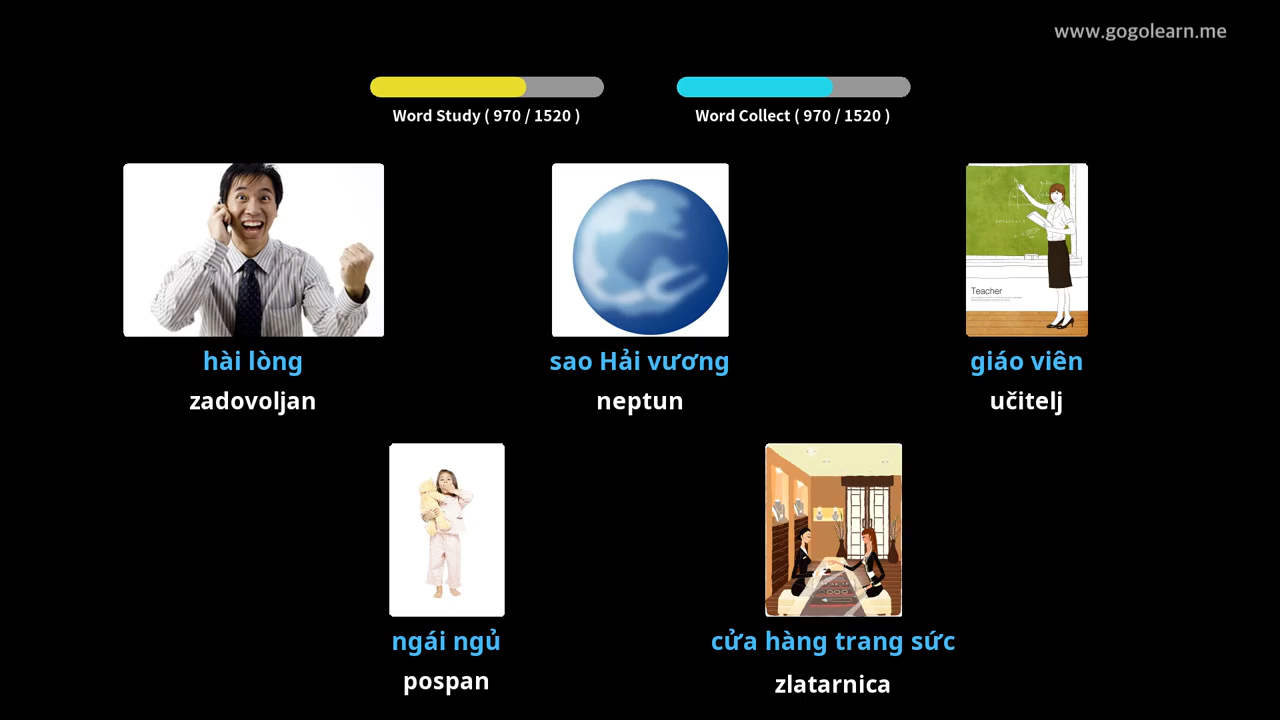 www.gogolearn.me
Word Study ( 970 / 1520 )
Word Collect ( 970 / 1520 )
Teacher
hài lòng
sao Hải vương
giáo viên
zadovoljan
neptun
učitelj
ngái ngủ
cửa hàng trang sức
pospan
zlatarnica